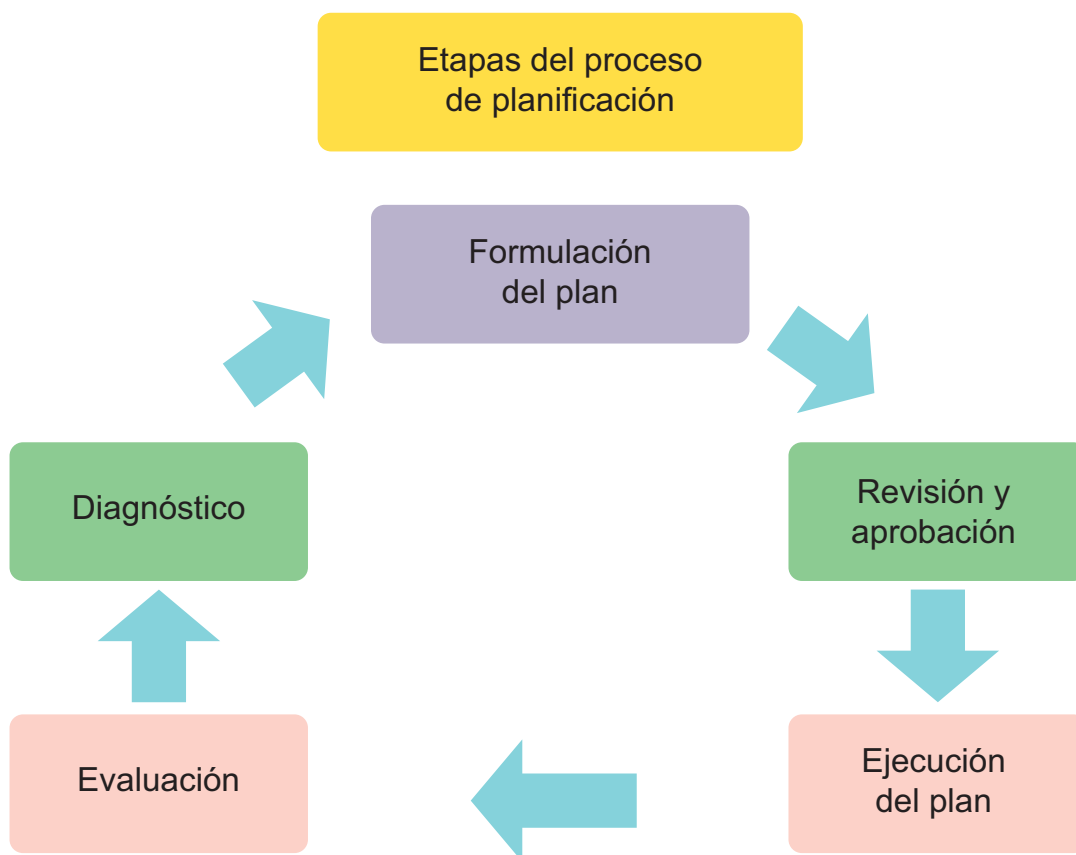 Etapas del proceso
de planificación
Formulación
del plan
Diagnóstico
Revisión y
aprobación
Evaluación
Ejecución
del plan